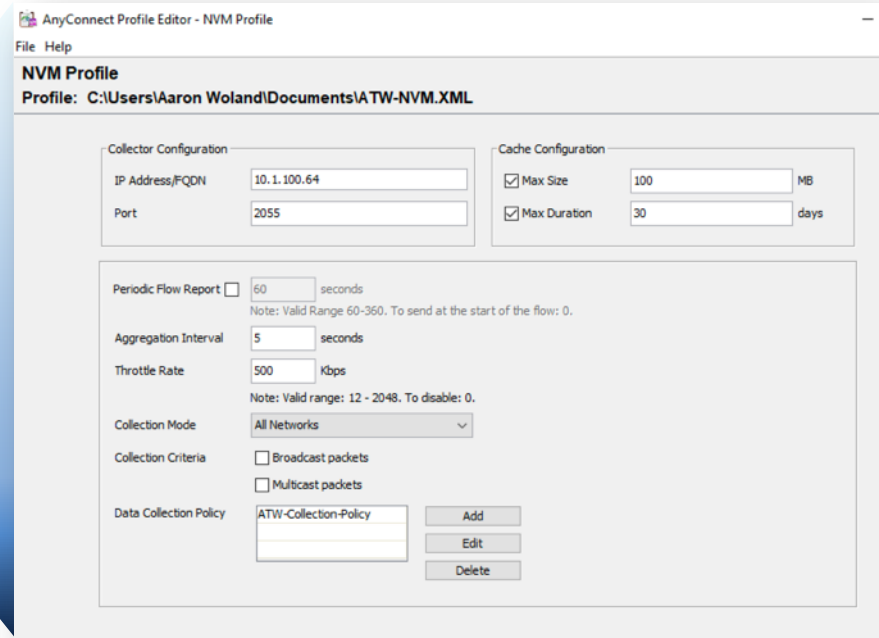 AnyConnect Profile Editor - NVM Profile
File Help
NVM Profile
Profile: C:\Users\Aaron Woland\Documents\ATW-NVM.XML
Collector Configuration
IP Address/FQDN 10.1.100.64
Port 2055
Cache Configuration
Max Size 100 MB
Max Duration 30 days
Periodic Flow Report 60 seconds
Note: Valid Range 60-360. To send at the start of the flow: 0.
Aggregation Interval 5 seconds
Throttle Rate 500 Kbps
Note: Valid range: 12 - 2048. To disable: 0.
Collection Mode All Networks
Collection Criteria Broadcast packets
Multicast packets
Data Collection Policy ATW-Collection-Policy Add
Edit
Delete